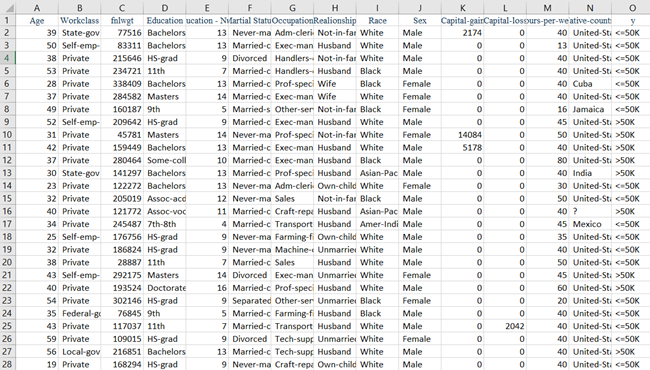 A B C D E F G H I J K L M N O
1 Age Workclass fnlwgt Education ucation - N Martial Statu Occupation Realionship Race Sex Capital-gain Capital-loss ours-per-we ative-count y
2 39 State-gov 77516 Bachelors 13 Never-ma Adm-cleri Not-in-far White Male 2174 0 40 United-Sta <=50K
3 50 Self-emp- 83311 Bachelors 13 Married-c Exec-man Husband White Male 0 0 13 United-Sta <=50K
4 38 Private 215646 HS-grad 9 Divorced Handlers- Not-in-far White Male 0 0 40 United-Sta <=50K
5 53 Private 234721 11th 7 Married-c Handlers- Husband Black Male 0 0 40 United-Sta <=50K
6 28 Private 338409 Bachelors 13 Married-c Prof-speci Wife Black Female 0 0 40 Cuba <=50K
7 37 Private 284582 Masters 14 Married-c Exec-man Wife White Female 0 0 40 United-Sta <=50K
8 49 Private 160187 9th 5 Married-s Other-serv Not-in-far Black Female 0 0 16 Jamaica <=50K
9 52 Self-emp- 209642 HS-grad 9 Married-c Exec-man Husband White Male 0 0 45 United-Sta >50K
10 31 Private 45781 Masters 14 Never-ma Prof-speci Not-in-far White Female 14084 0 50 United-Sta >50K
11 42 Private 159449 Bachelors 13 Married-c Exec-man Husband White Male 5178 0 40 United-Sta >50K
12 37 Private 280464 Some-coll 10 Married-c Exec-man Husband Black Male 0 0 80 United-Sta >50K
13 30 State-gov 141297 Bachelors 13 Married-c Prof-speci Husband Asian-Pac Male 0 0 40 India >50K
14 23 Private 122272 Bachelors 13 Never-ma Adm-cleri Own-child White Female 0 0 30 United-Sta <=50K
15 32 Private 205019 Assoc-acd 12 Never-ma Sales Not-in-far Black Male 0 0 50 United-Sta <=50K
16 40 Private 121772 Assoc-voc 11 Married-c Craft-repa Husband Asian-Pac Male 0 0 40 ? >50K
17 34 Private 245487 7th-8th 4 Married-c Transport Husband Amer-Indi Male 0 0 45 Mexico <=50K
18 25 Self-emp- 176756 HS-grad 9 Never-ma Farming-fi Own-child White Male 0 0 35 United-Sta <=50K
19 32 Private 186824 HS-grad 9 Never-ma Machine-o Unmarried White Male 0 0 40 United-Sta <=50K
20 38 Private 28887 11th 7 Married-c Sales Husband White Male 0 0 50 United-Sta <=50K
21 43 Self-emp- 292175 Masters 14 Divorced Exec-man Unmarried White Female 0 0 45 United-Sta >50K
22 40 Private 193524 Doctorate 16 Married-c Prof-speci Husband White Male 0 0 60 United-Sta >50K
23 54 Private 302146 HS-grad 9 Separated Other-serv Unmarried Black Female 0 0 20 United-Sta <=50K
24 35 Federal-go 76845 9th 5 Married-c Farming-fi Husband Black Male 0 0 40 United-Sta <=50K
25 43 Private 117037 11th 7 Married-c Transport Husband White Male 0 2042 40 United-Sta <=50K
26 59 Private 109015 HS-grad 9 Divorced Tech-supp Unmarried White Female 0 0 40 United-Sta <=50K
27 56 Local-gov 216851 Bachelors 13 Married-c Tech-supp Husband White Male 0 0 40 United-Sta >50K
28 19 Private 168294 HS-grad 9 Never-ma Craft-repa Own-child White Male 0 0 40 United-Sta <=50K